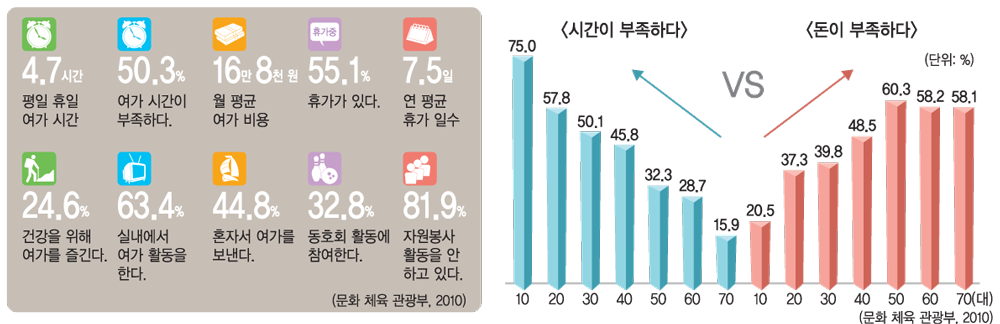 휴가중
4.7시간
50.3%
16만 8천 원
55.1%
7.5일
평일 휴일
여가 시간
여가 시간이
부족하다.
월 평균
여가 비용
휴가가 있다.
연 평균
휴가 일수
24.6%
63.4%
44.8%
32.8%
81.9%
건강을 위해
여가를 즐긴다.
실내에서
여가 활동을
한다.
혼자서 여가를
보낸다.
동호회 활동에
참여한다.
자원봉사
활동을 안
하고 있다.
(문화 체육 관광부, 2010)
〈시간이 부족하다〉
VS
〈돈이 부족하다〉
(단위: %)
75.0
57.8
50.1
45.8
32.3
28.7
15.9
20.5
37.3
39.8
48.5
60.3
58.2
58.1
10 20 30 40 50 60 70 10 20 30 40 50 60 70(대)
(문화 체육 관광부, 2010)